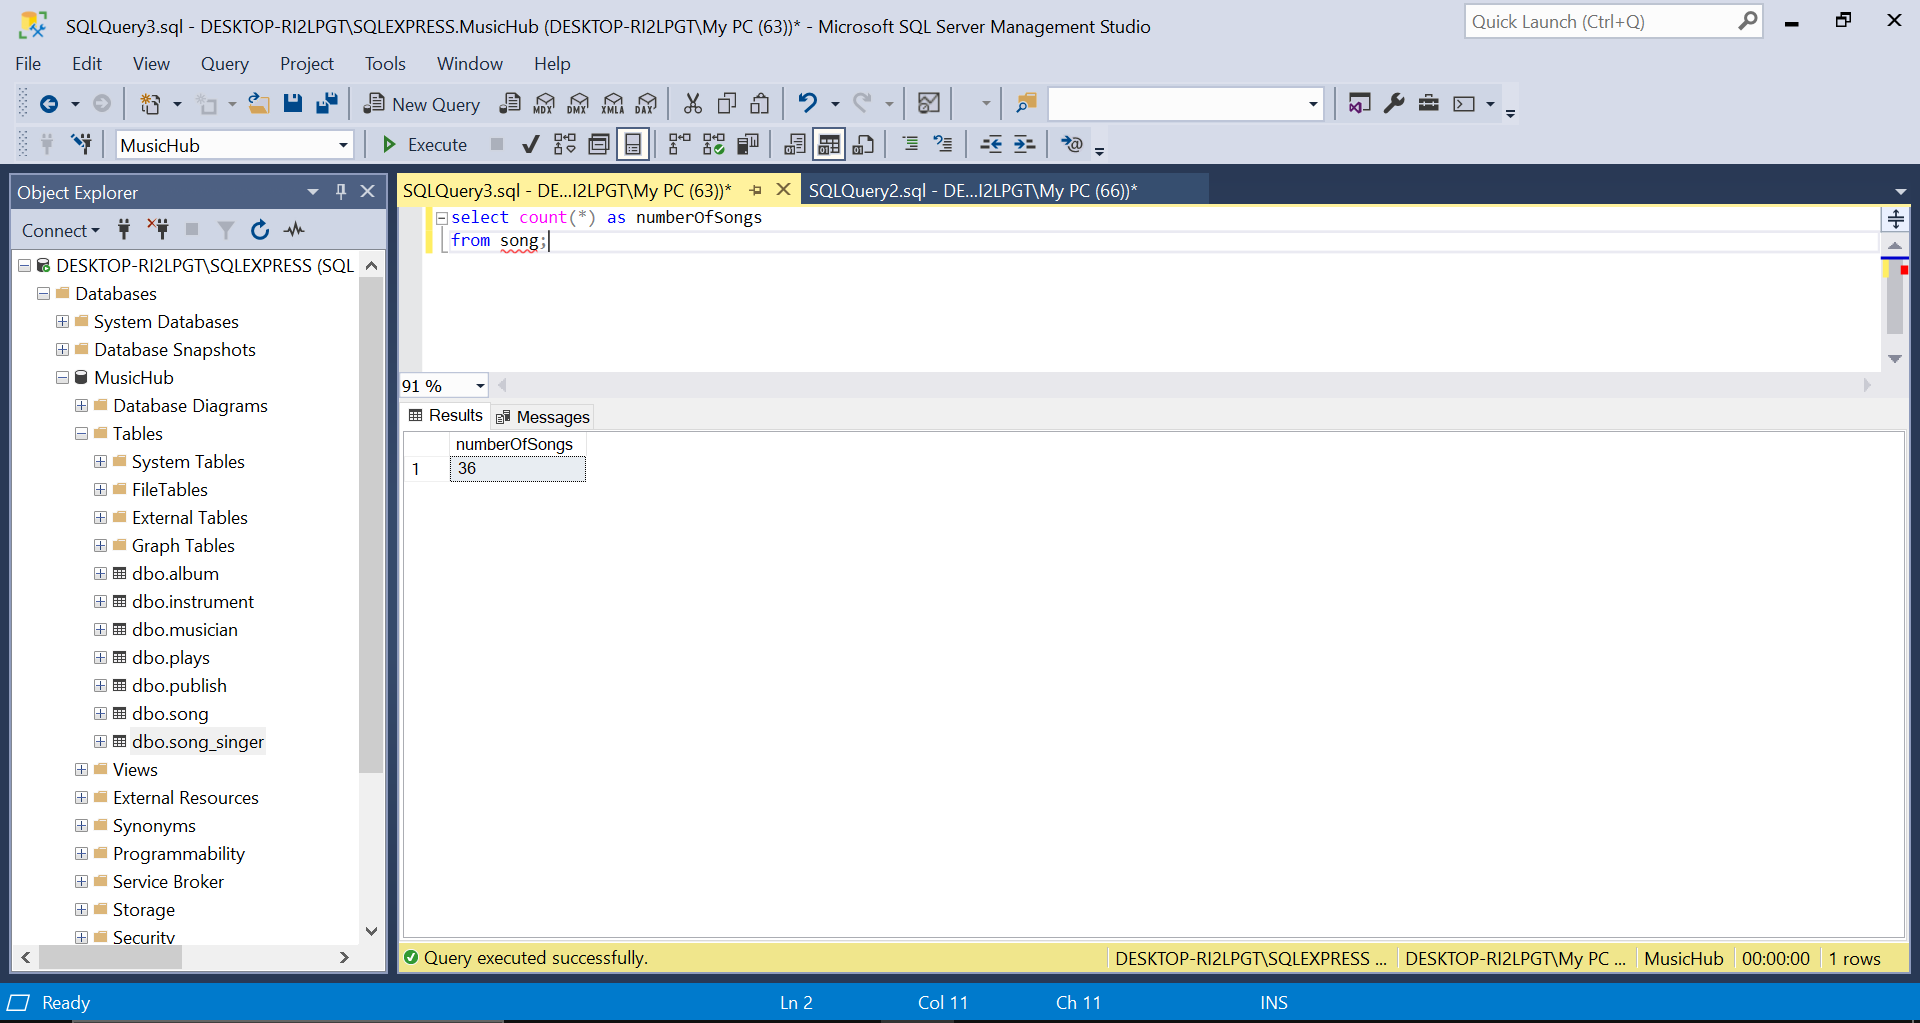 SQLQuery3.sql - DESKTOP-RI2LPGT\SQLEXPRESS.MusicHub (DESKTOP-RI2LPGT\My PC (63))* - Microsoft SQL Server Management Studio
Quick Launch (Ctrl+Q)
File Edit View Query Project Tools Window Help
New Query MDX DMX XMLA DAX
MusicHub Execute
Object Explorer
SQLQuery3.sql - DE...I2LPGT\My PC (63))* SQLQuery2.sql - DE...I2LPGT\My PC (66))*
Connect
select count(*) as numberOfSongs
from song;
DESKTOP-RI2LPGT\SQLEXPRESS (SQL
Databases
System Databases
Database Snapshots
MusicHub
Database Diagrams
Tables
System Tables
FileTables
External Tables
Graph Tables
dbo.album
dbo.instrument
dbo.musician
dbo.plays
dbo.publish
dbo.song
dbo.song_singer
Views
External Resources
Synonyms
Programmability
Service Broker
Storage
Security
91 %
Results Messages
numberOfSongs
1 36
Query executed successfully. DESKTOP-RI2LPGT\SQLEXPRESS ... DESKTOP-RI2LPGT\My PC ... MusicHub 00:00:00 1 rows
Ready Ln 2 Col 11 Ch 11 INS